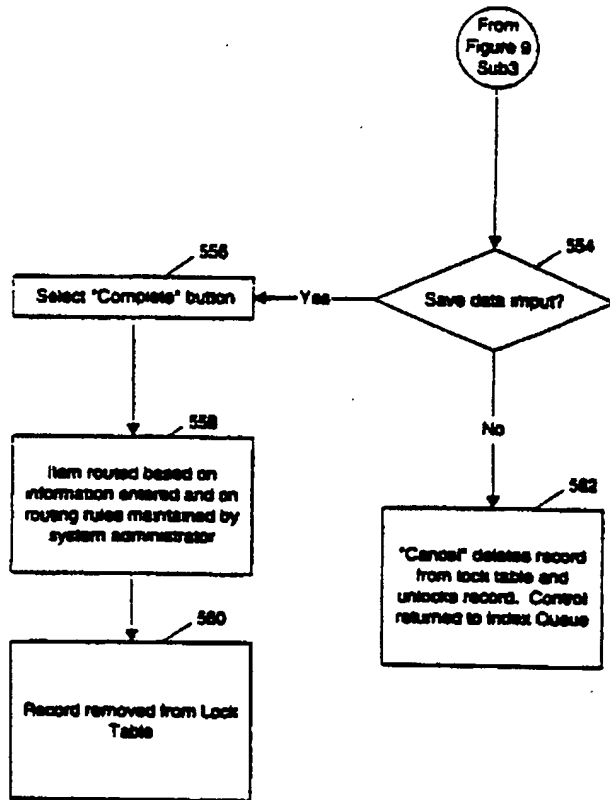 From
Figure 9
Sub3
554
Save data input?
Yes
556
Select "Complete" button
558
Item routed based on
information entered and on
routing rules maintained by
system administrator
560
Record removed from Lock
Table
No
562
"Cancel" deletes record
from lock table and
unlocks record. Control
returned to Index Queue